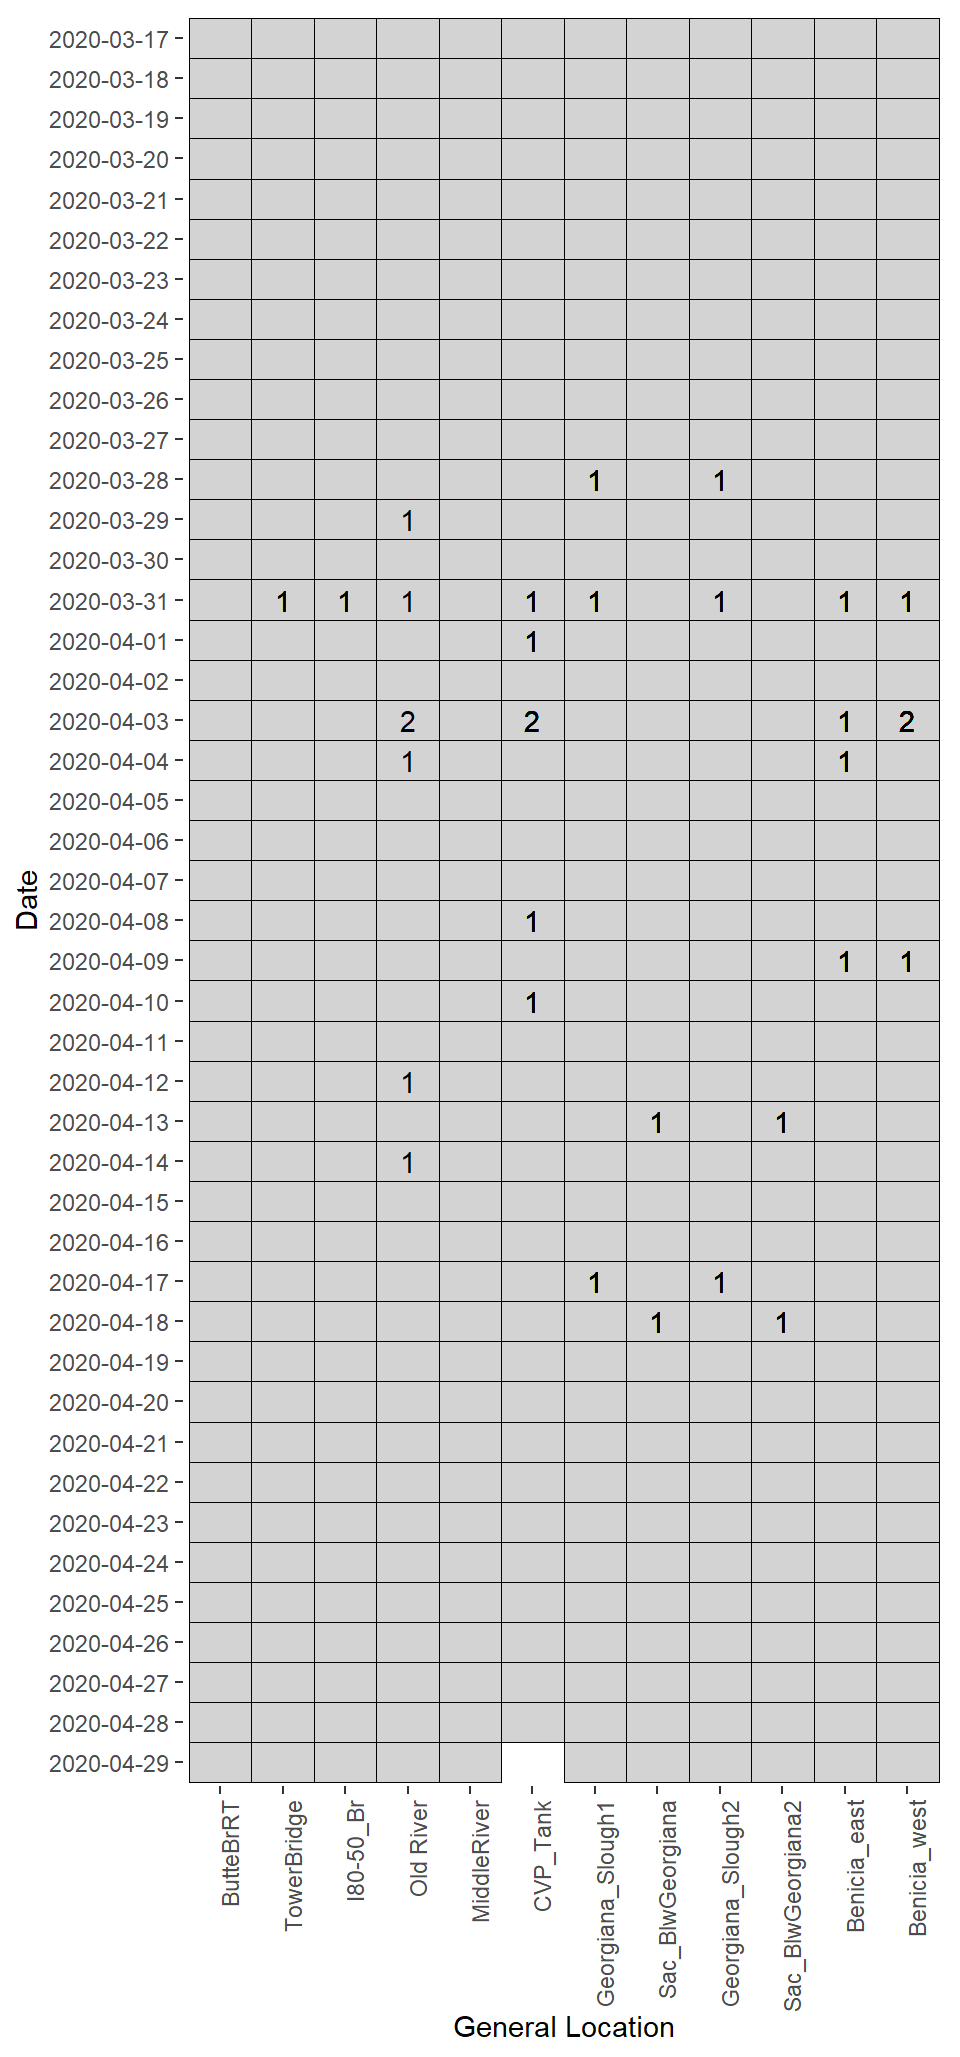 2020-03-17
2020-03-18
2020-03-19
2020-03-20
2020-03-21
2020-03-22
2020-03-23
2020-03-24
2020-03-25
2020-03-26
2020-03-27
2020-03-28 1 1
2020-03-29 1
2020-03-30
2020-03-31 1 1 1 1 1 1 1 1
2020-04-01 1
2020-04-02
2020-04-03 2 2 1 2
2020-04-04 1 1
2020-04-05
2020-04-06
2020-04-07
2020-04-08 1
2020-04-09 1 1
2020-04-10 1
2020-04-11
2020-04-12 1
2020-04-13 1 1
2020-04-14 1
2020-04-15
2020-04-16
2020-04-17 1 1
2020-04-18 1 1
2020-04-19
2020-04-20
2020-04-21
2020-04-22
2020-04-23
2020-04-24
2020-04-25
2020-04-26
2020-04-27
2020-04-28
2020-04-29
Date
ButteBrRT
TowerBridge
I80-50_Br
Old River
MiddleRiver
CVP_Tank
Georgiana_Slough1
Sac_BlwGeorgiana
Georgiana_Slough2
Sac_BlwGeorgiana2
Benicia_east
Benicia_west
General Location